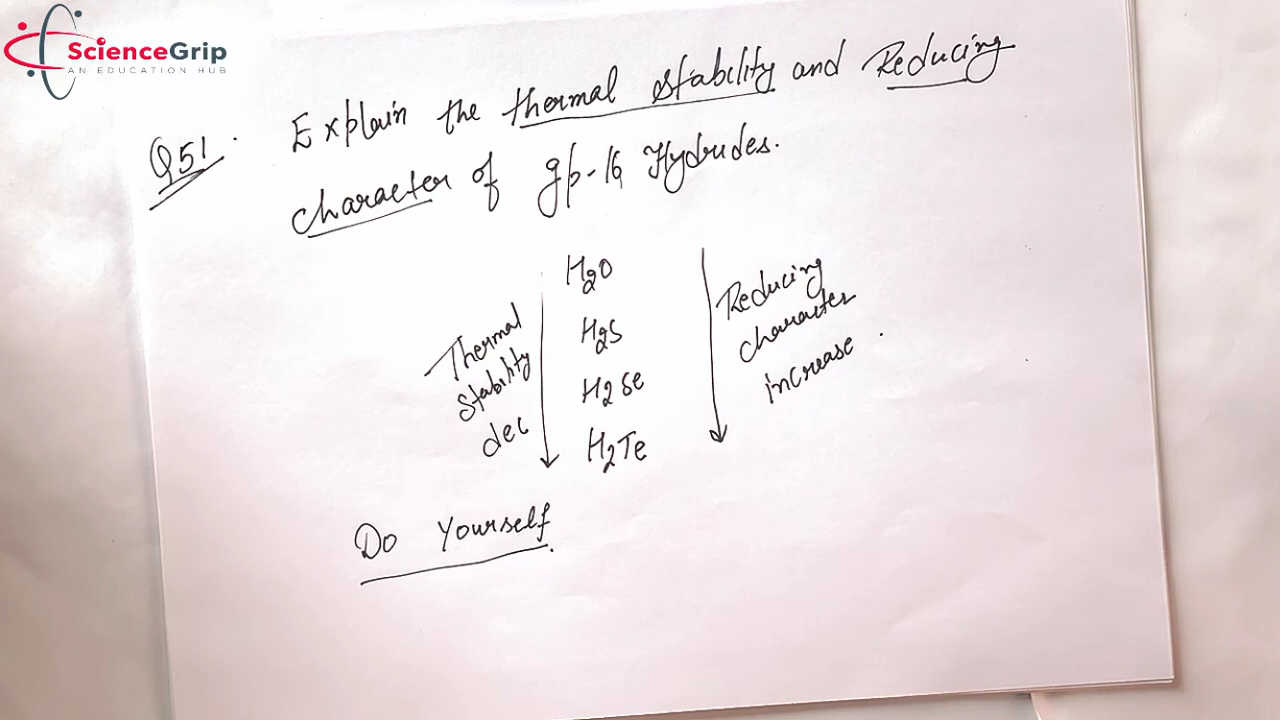 ScienceGrip
AN EDUCATION HUB
Q51. Explain the thermal stability and Reducing
character of gp-16 Hydrides.
H2O
H2S
H2Se
H2Te
Thermal
stability
dec
Reducing
character
increase.
Do Yourself.